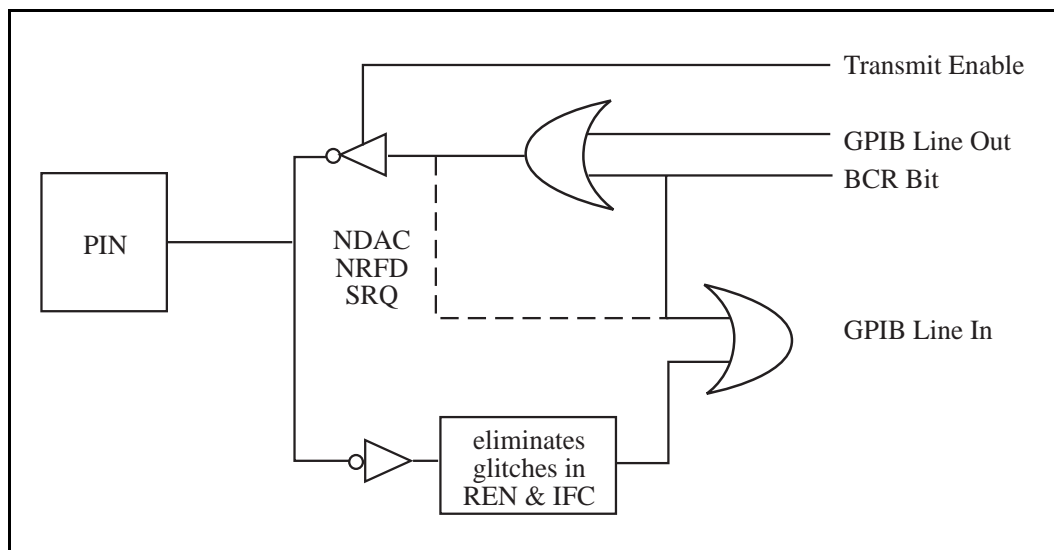 Transmit Enable
GPIB Line Out
BCR Bit
PIN
NDAC
NRFD
SRQ
GPIB Line In
eliminates
glitches in
REN & IFC